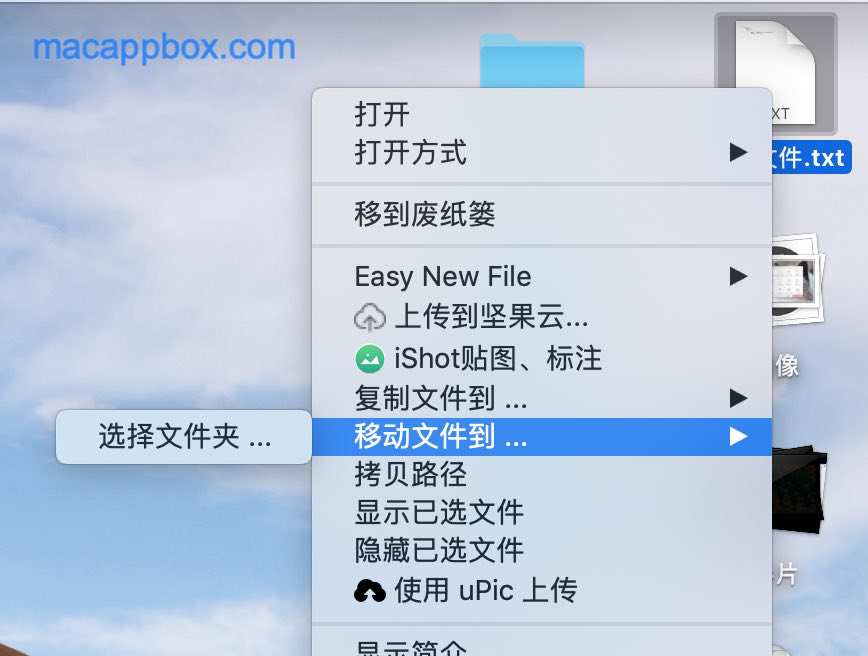 macappbox.com
打开
打开方式
移到废纸篓
Easy New File
上传到坚果云...
iShot贴图、标注
复制文件到 ...
移动文件到 ...
选择文件夹 ...
拷贝路径
显示已选文件
隐藏已选文件
使用 uPic 上传
显示简介
TXT
文件.txt
像
片